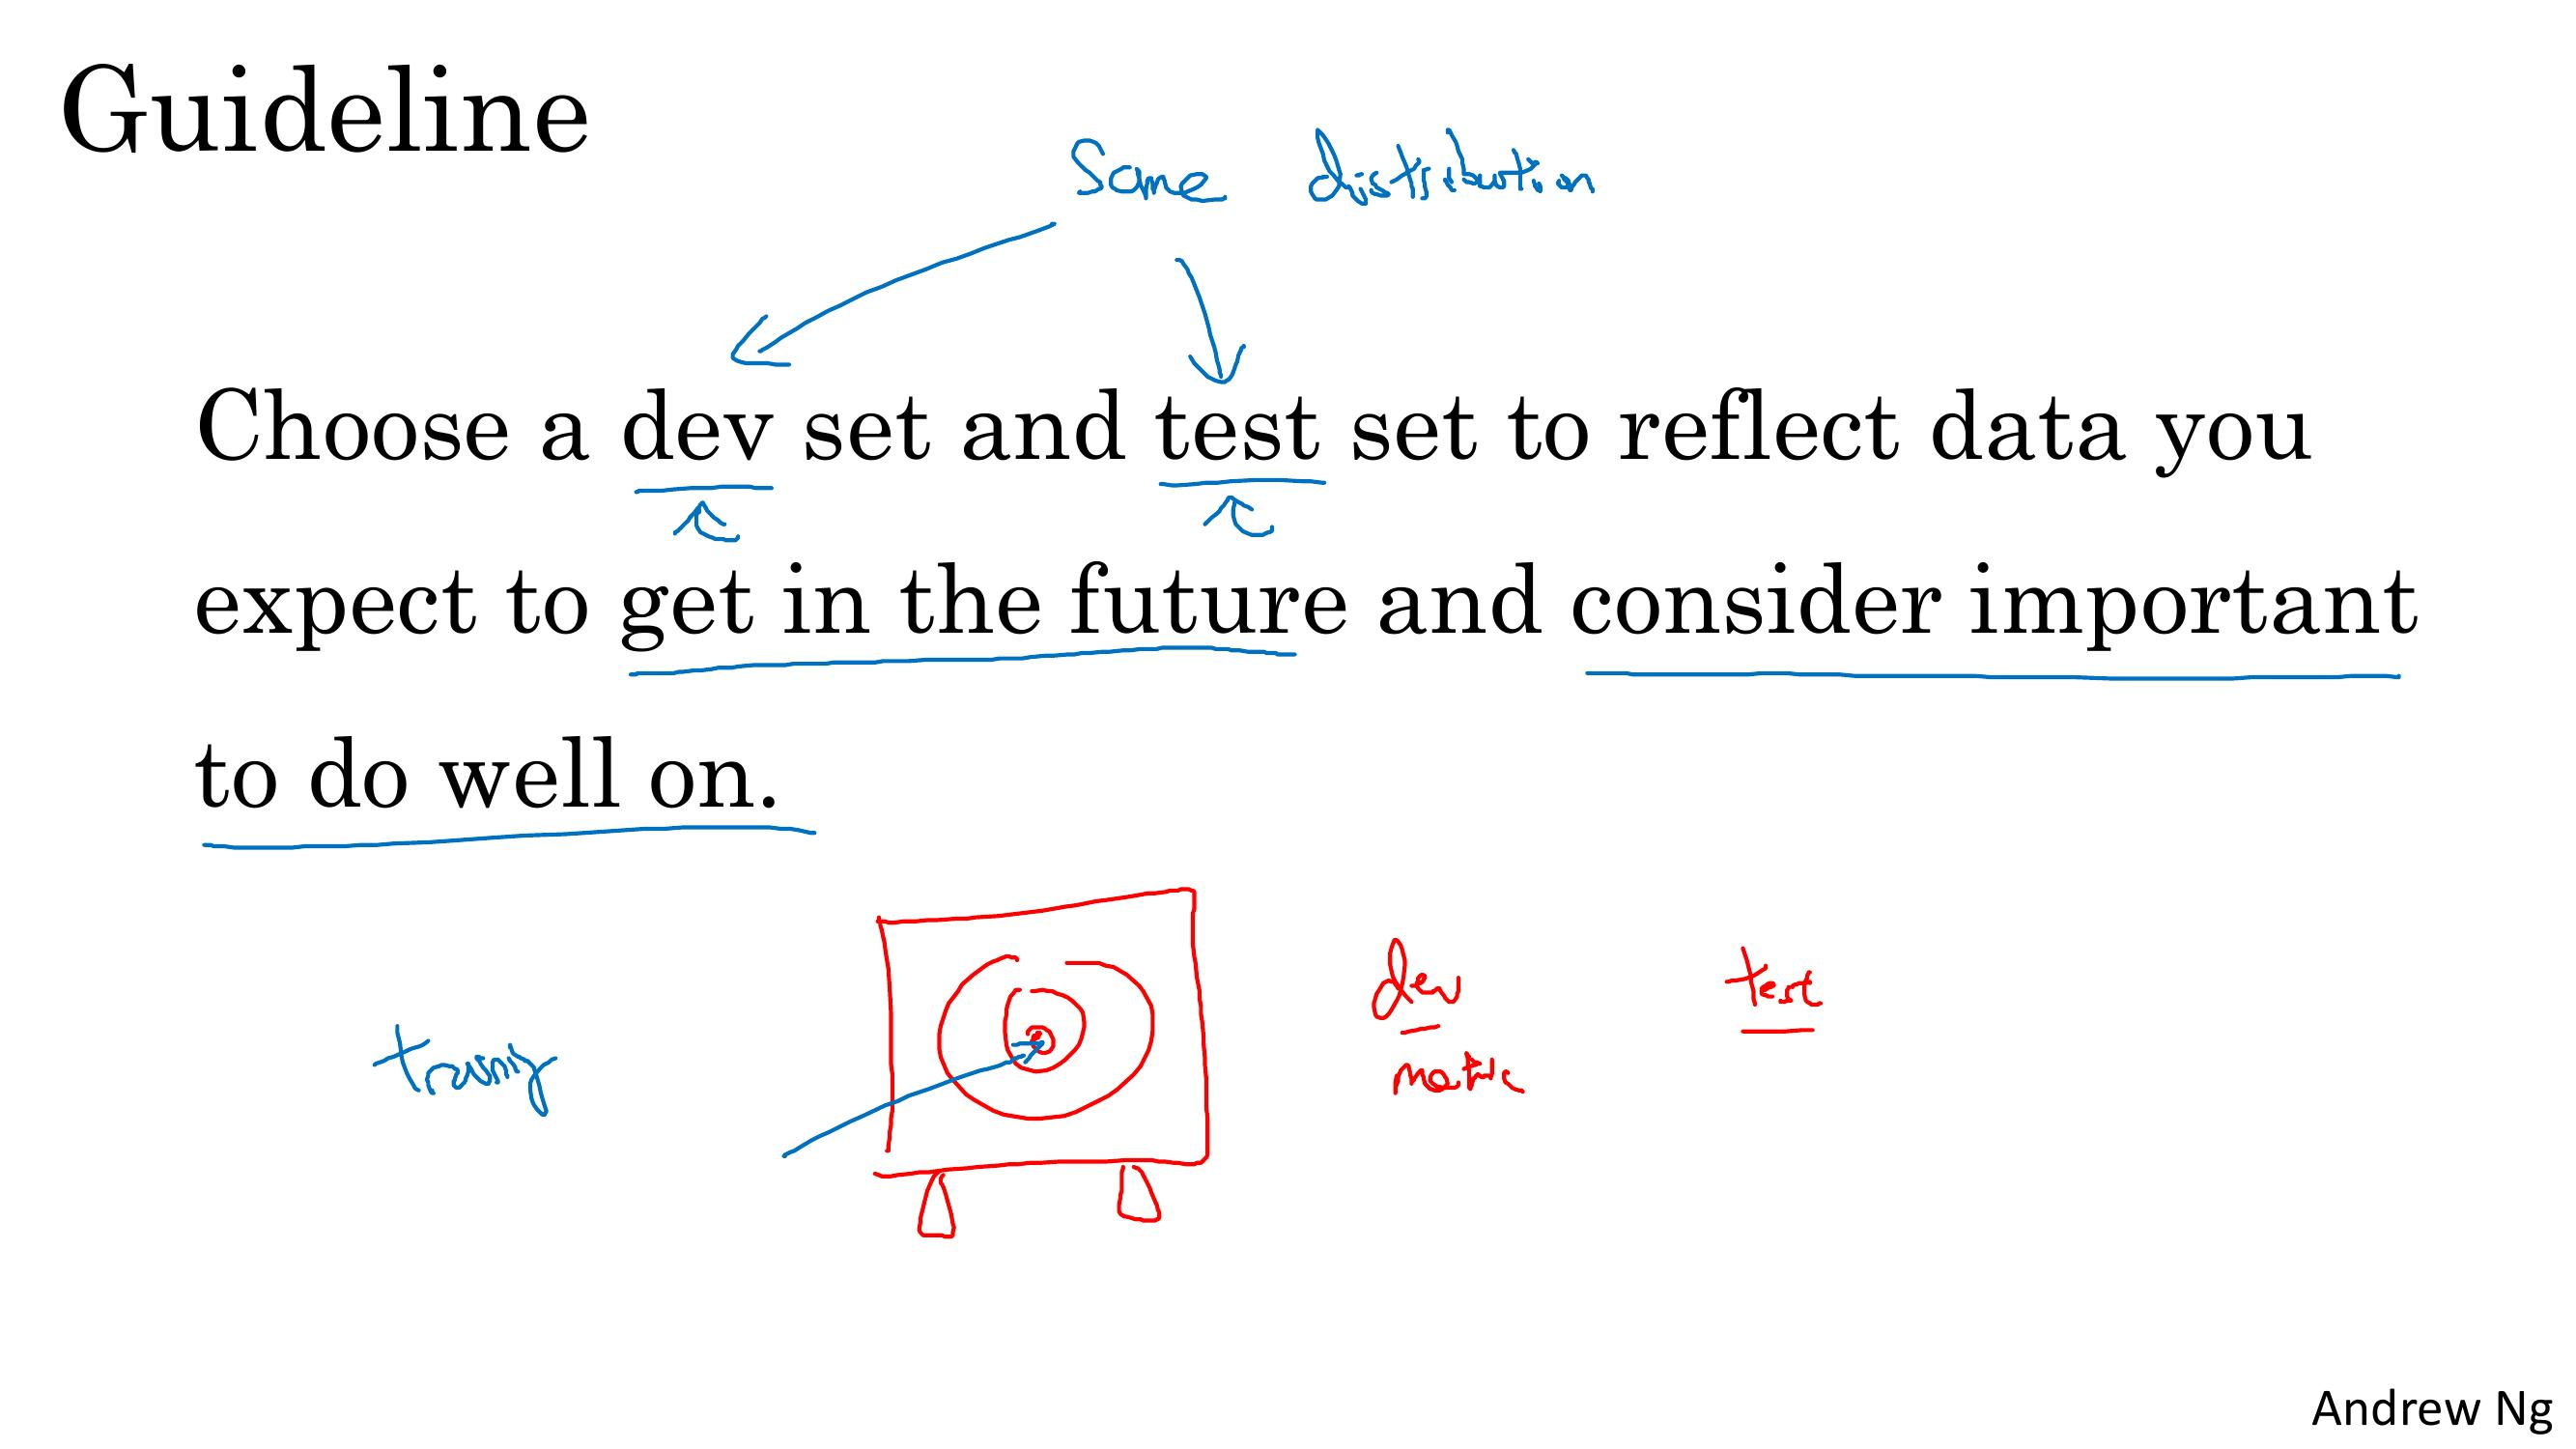 Guideline
Same distribution
Choose a dev set and test set to reflect data you
expect to get in the future and consider important
to do well on.
dev
test
training
metric
Andrew Ng